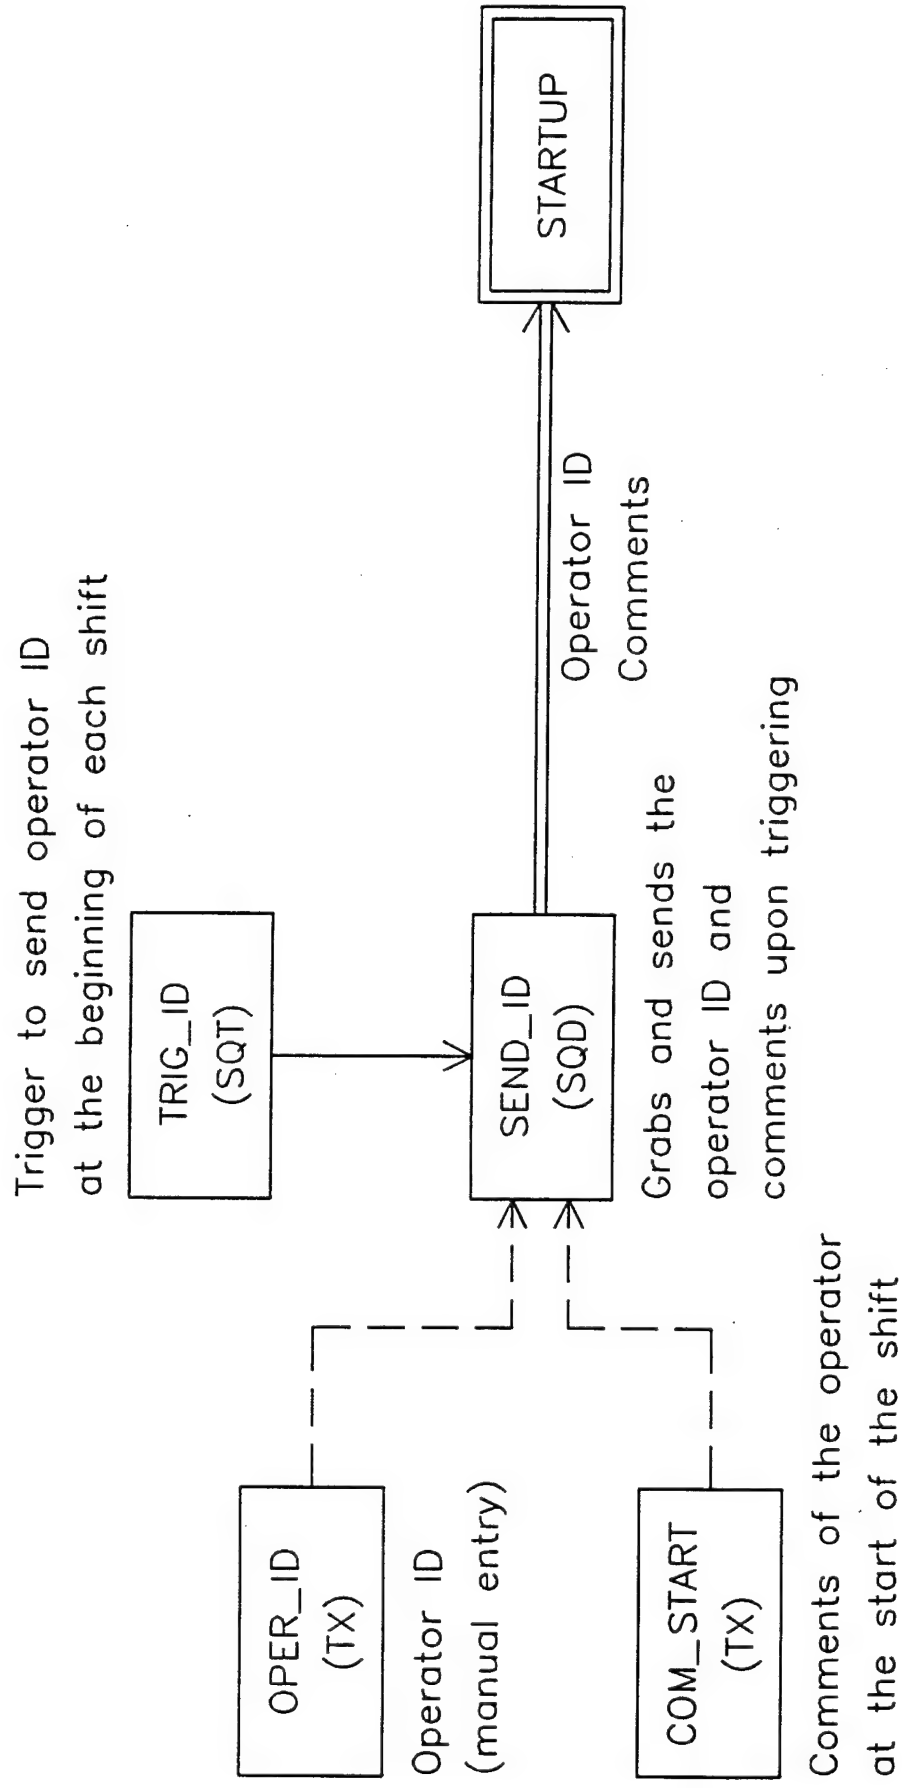 Trigger to send operator ID
at the beginning of each shift
TRIG_ID
(SQT)
OPER_ID
(TX)
Operator ID
(manual entry)
SEND_ID
(SQD)
Grabs and sends the
operator ID and
comments upon triggering
Operator ID
Comments
STARTUP
COM_START
(TX)
Comments of the operator
at the start of the shift